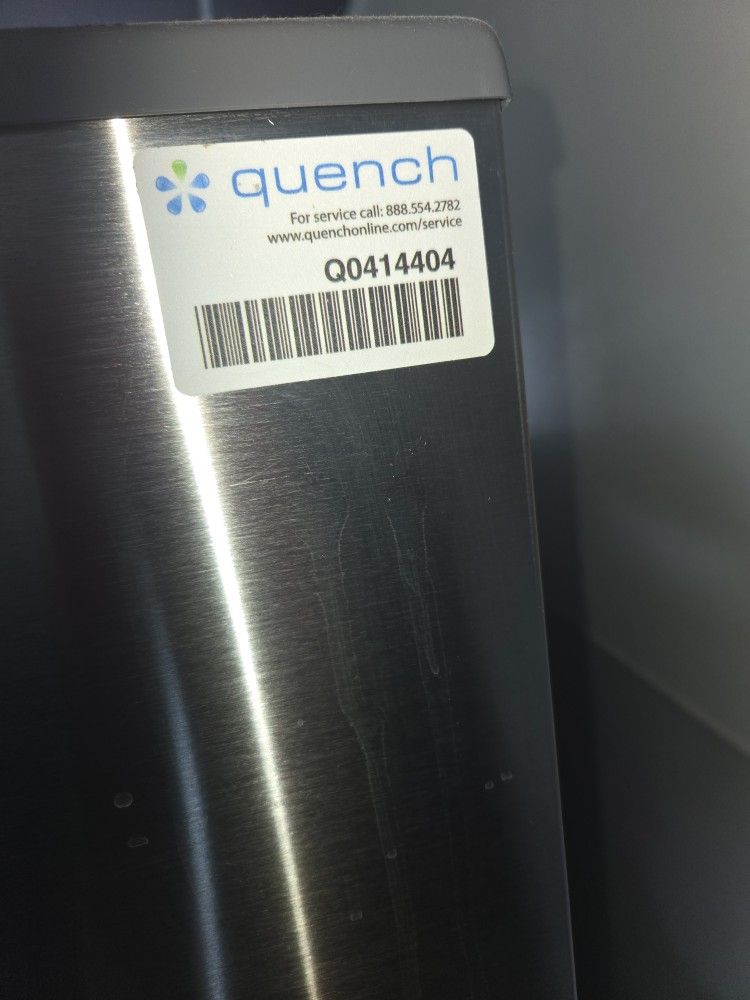 quench
For service call: 888.554.2782
www.quenchonline.com/service
Q0414404